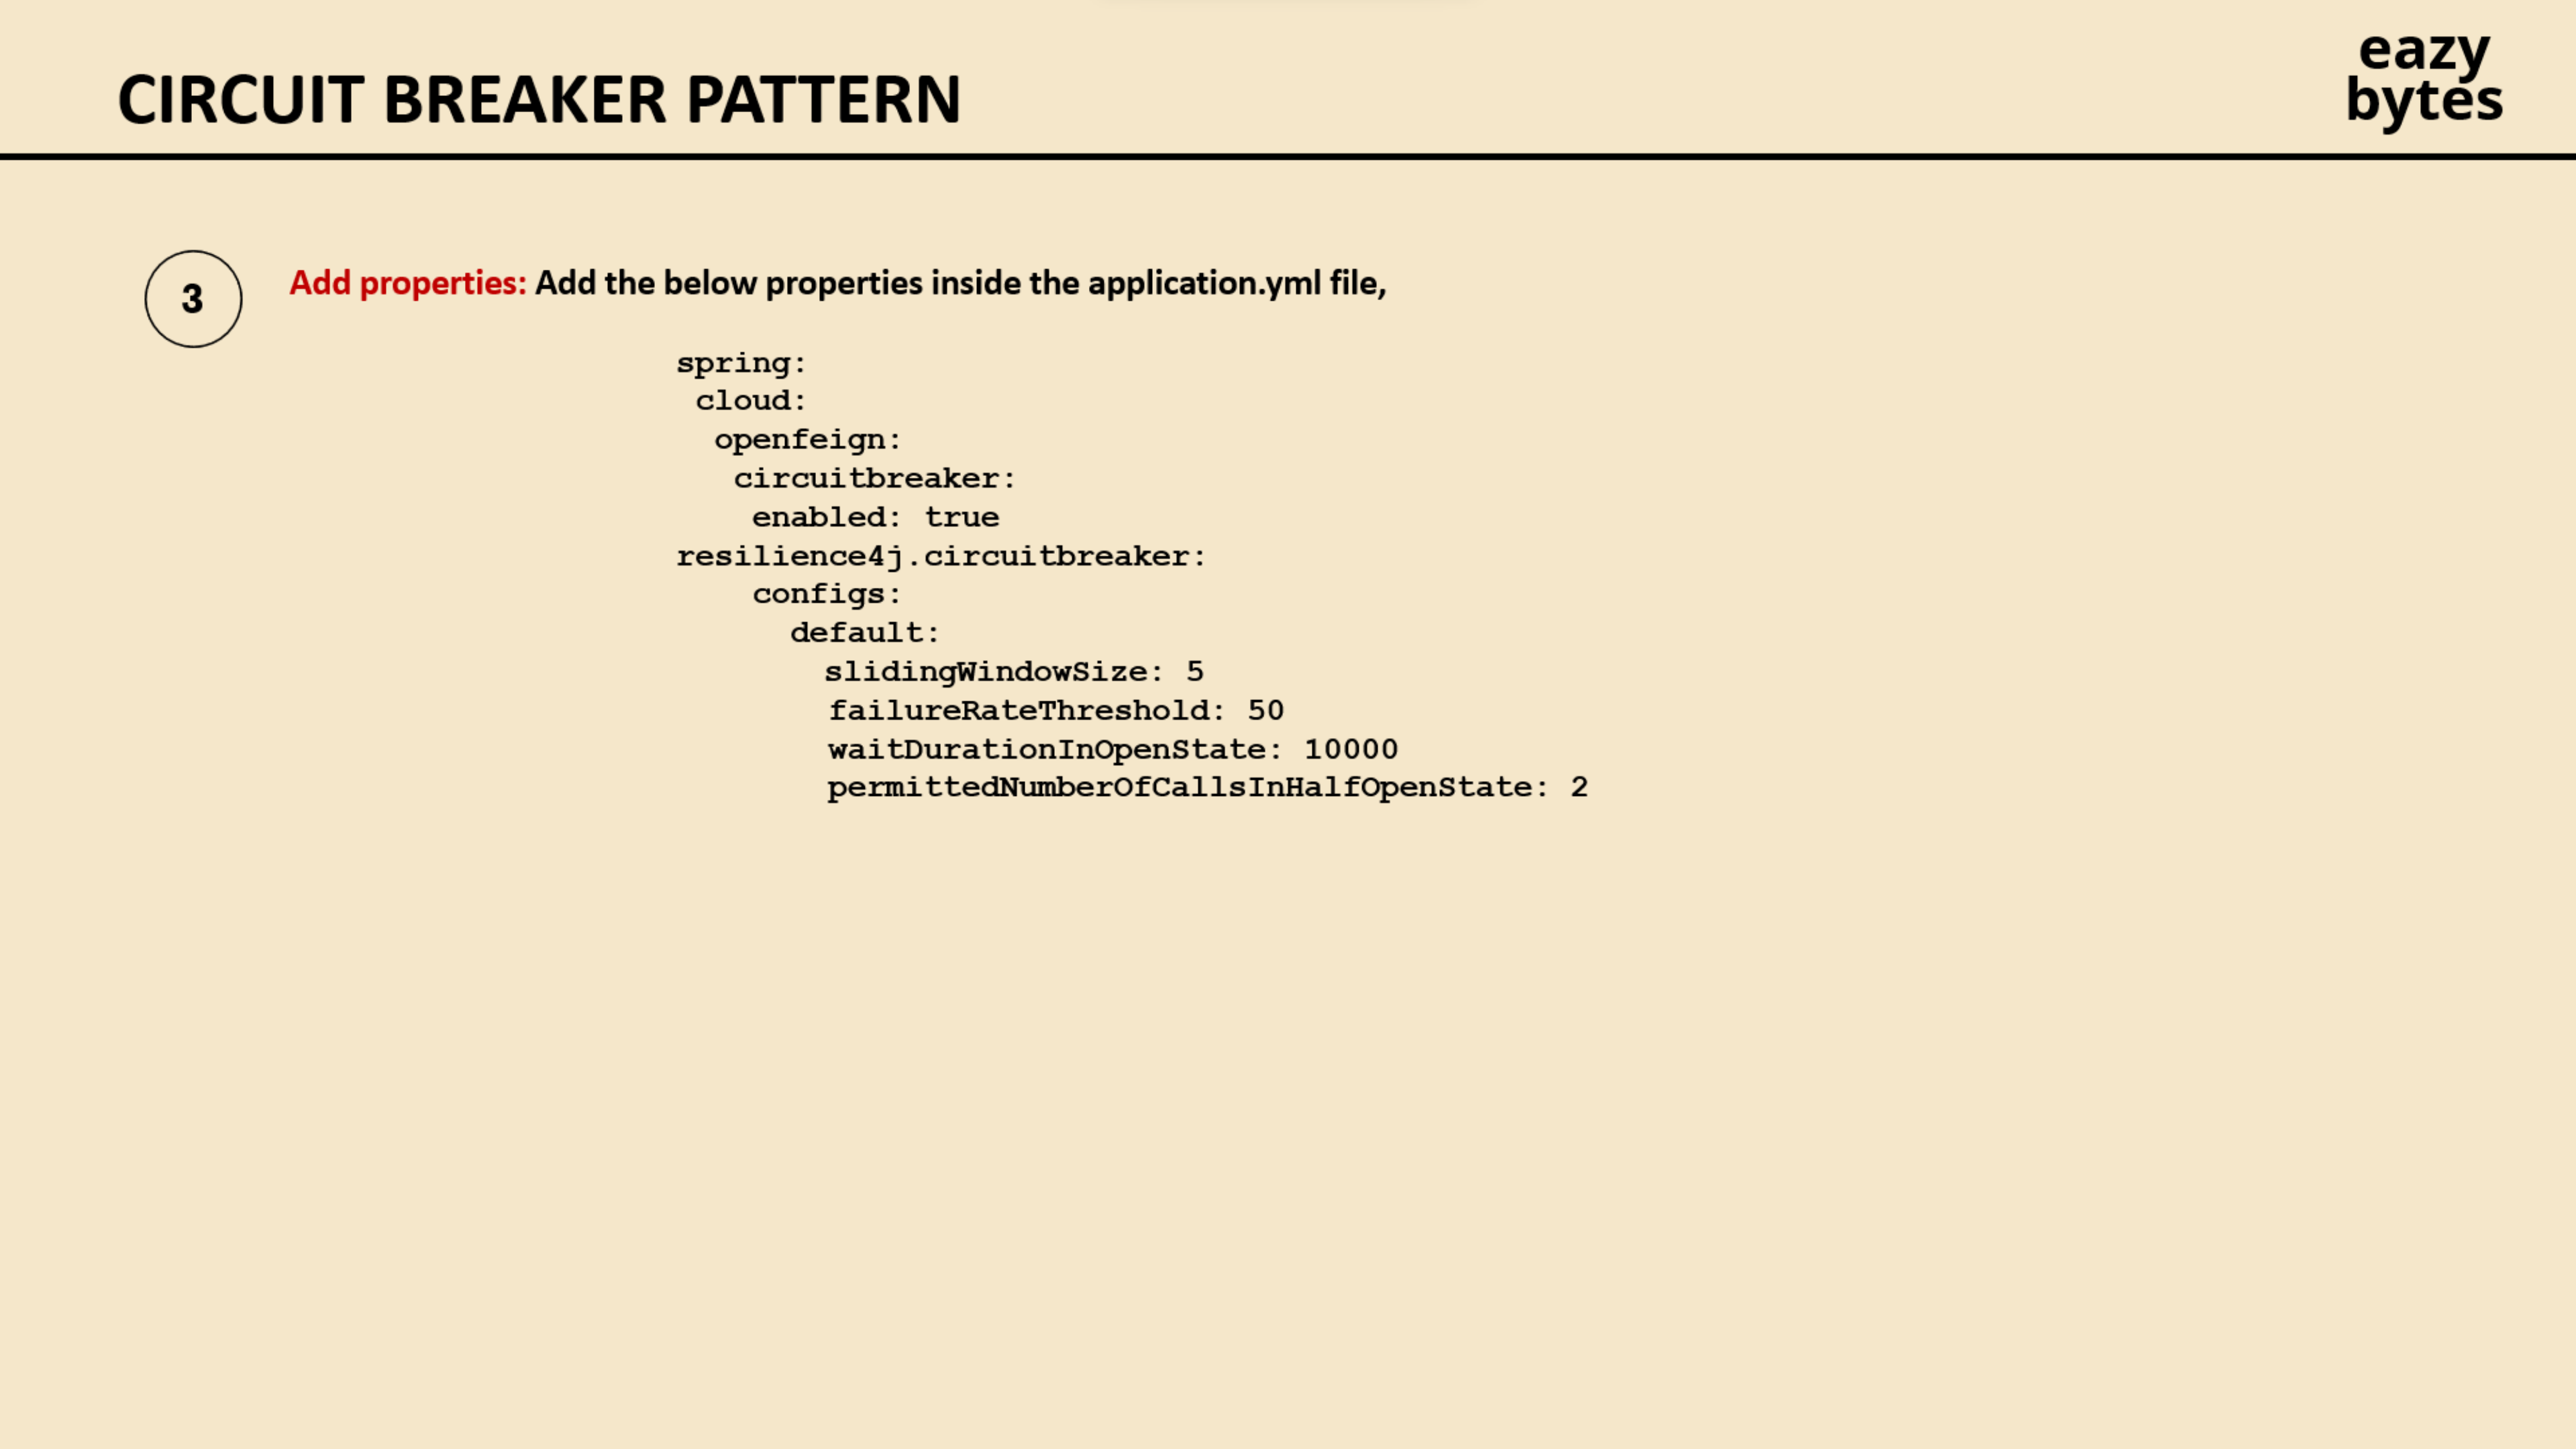 CIRCUIT BREAKER PATTERN
eazy
bytes
3
Add properties: Add the below properties inside the application.yml file,
spring:
 cloud:
  openfeign:
   circuitbreaker:
    enabled: true
resilience4j.circuitbreaker:
    configs:
      default:
        slidingWindowSize: 5
        failureRateThreshold: 50
        waitDurationInOpenState: 10000
        permittedNumberOfCallsInHalfOpenState: 2